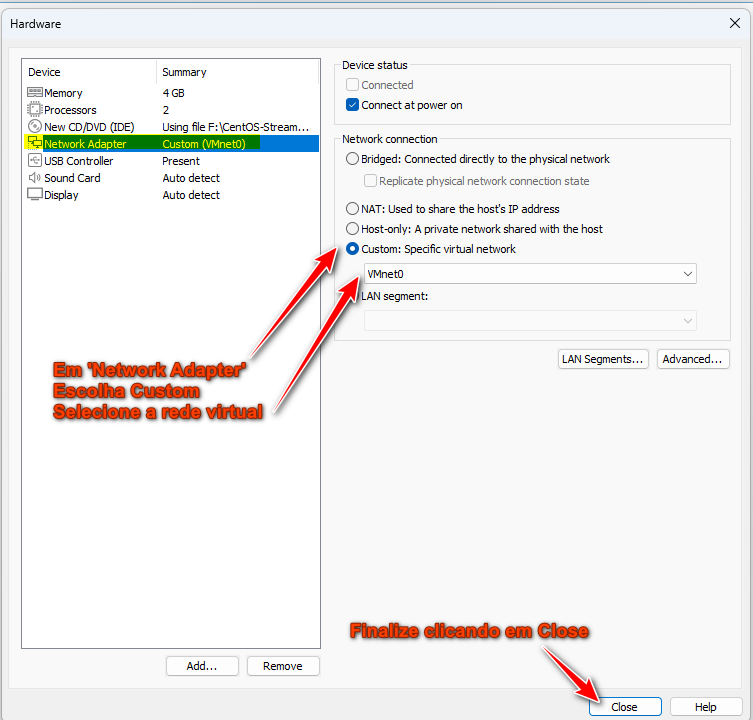 Hardware
Device Summary
Memory 4 GB
Processors 2
New CD/DVD (IDE) Using file F:\CentOS-Stream...
Network Adapter Custom (VMnet0)
USB Controller Present
Sound Card Auto detect
Display Auto detect
Add...
Remove
Device status
Connected
Connect at power on
Network connection
Bridged: Connected directly to the physical network
Replicate physical network connection state
NAT: Used to share the host's IP address
Host-only: A private network shared with the host
Custom: Specific virtual network
VMnet0
LAN segment:
LAN Segments...
Advanced...
Em 'Network Adapter'
Escolha Custom
Selecione a rede virtual
Finalize clicando em Close
Close
Help